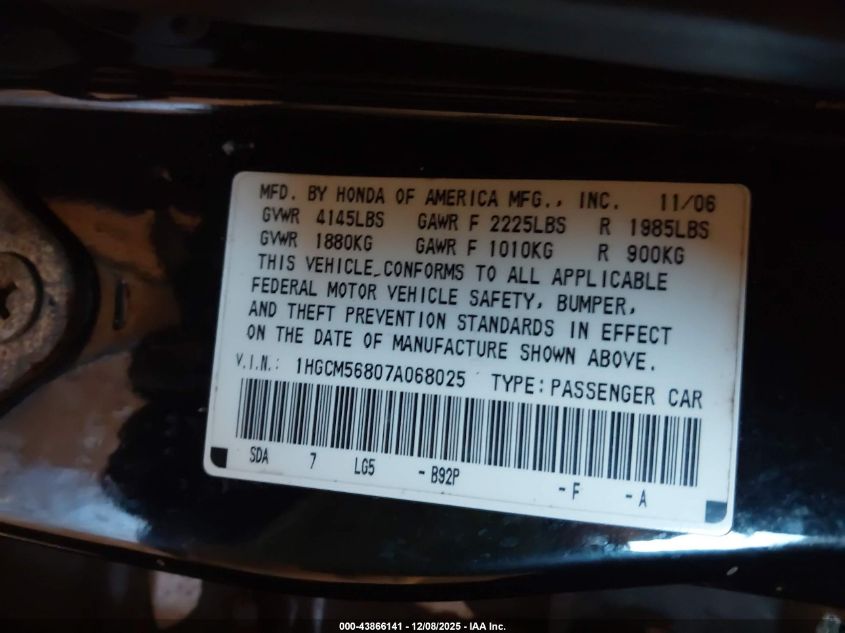 MFD. BY HONDA OF AMERICA MFG., INC. 11/06
GVWR 4145LBS GAWR F 2225LBS R 1985LBS
GVWR 1880KG GAWR F 1010KG R 900KG
THIS VEHICLE CONFORMS TO ALL APPLICABLE
FEDERAL MOTOR VEHICLE SAFETY, BUMPER,
AND THEFT PREVENTION STANDARDS IN EFFECT
ON THE DATE OF MANUFACTURE SHOWN ABOVE.
V.I.N.: 1HGCM56807A068025 TYPE: PASSENGER CAR
SDA 7 LG5 -B92P -F -A
000-43866141 - 12/08/2025 - IAA Inc.